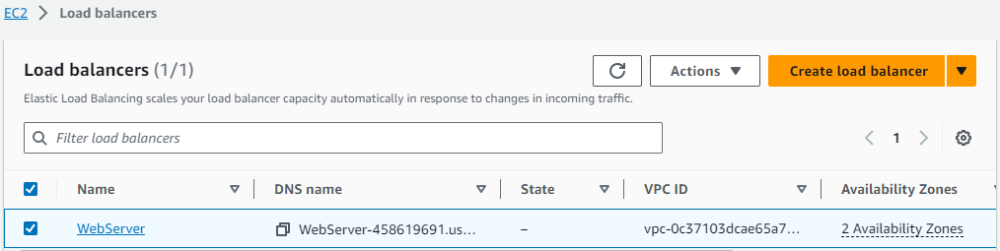 EC2 > Load balancers
Load balancers (1/1)
Actions
Create load balancer
Elastic Load Balancing scales your load balancer capacity automatically in response to changes in incoming traffic.
Filter load balancers
1
Name DNS name State VPC ID Availability Zones
WebServer WebServer-458619691.us... – vpc-0c37103dcae65a7... 2 Availability Zones